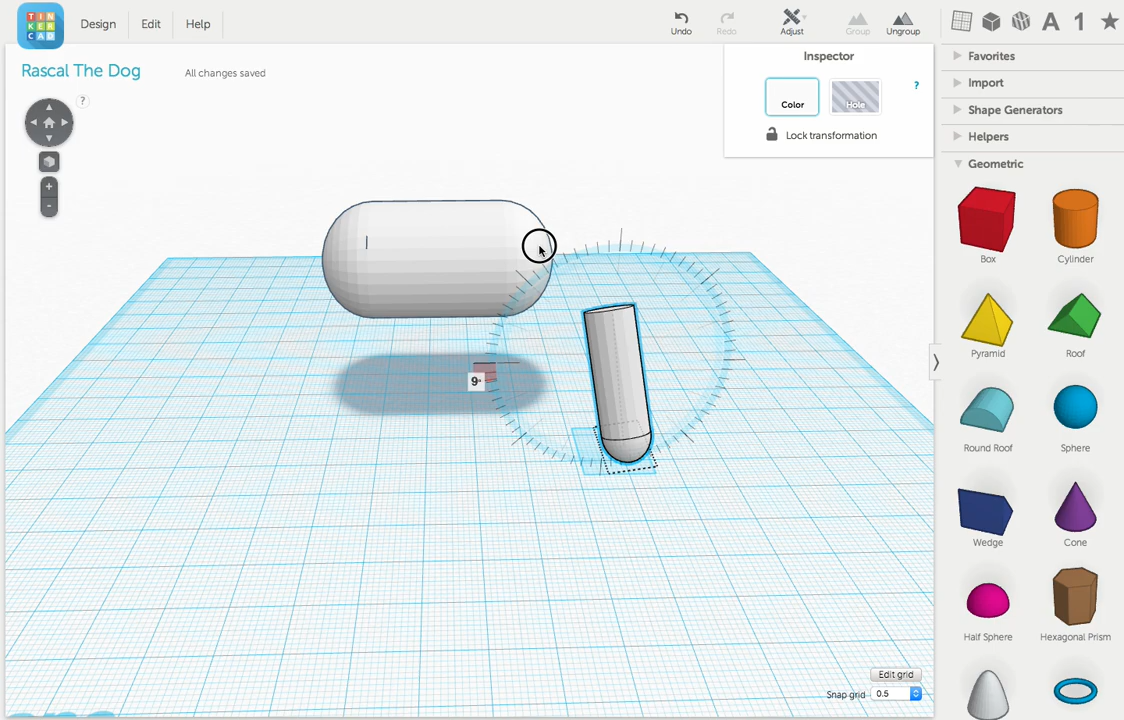 TIN
KER
CAD
Design
Edit
Help
Undo
Redo
Adjust
Group
Ungroup
A
1
Rascal The Dog
All changes saved
?
Inspector
Color
Hole
?
Lock transformation
+
-
9°
Favorites
Import
Shape Generators
Helpers
Geometric
Box
Cylinder
Pyramid
Roof
Round Roof
Sphere
Wedge
Cone
Half Sphere
Hexagonal Prism
Edit grid
Snap grid 0.5